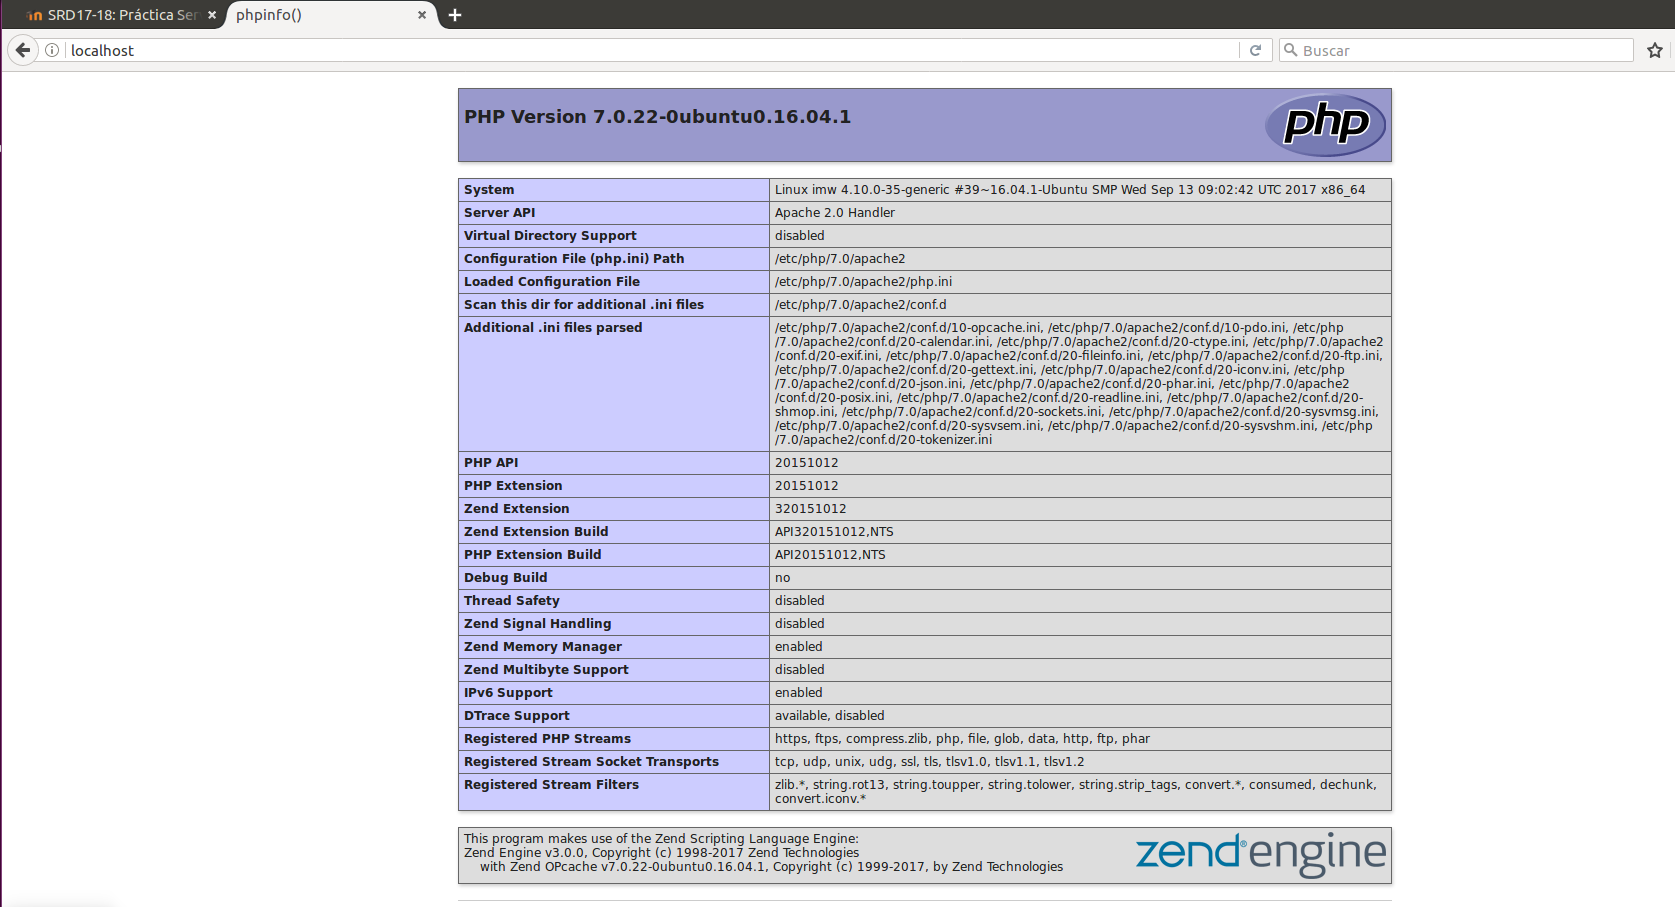 SRD17-18: Práctica Ser
phpinfo()
localhost
Buscar
PHP Version 7.0.22-0ubuntu0.16.04.1
php
System Linux imw 4.10.0-35-generic #39~16.04.1-Ubuntu SMP Wed Sep 13 09:02:42 UTC 2017 x86_64
Server API Apache 2.0 Handler
Virtual Directory Support disabled
Configuration File (php.ini) Path /etc/php/7.0/apache2
Loaded Configuration File /etc/php/7.0/apache2/php.ini
Scan this dir for additional .ini files /etc/php/7.0/apache2/conf.d
Additional .ini files parsed /etc/php/7.0/apache2/conf.d/10-opcache.ini, /etc/php/7.0/apache2/conf.d/10-pdo.ini, /etc/php
/7.0/apache2/conf.d/20-calendar.ini, /etc/php/7.0/apache2/conf.d/20-ctype.ini, /etc/php/7.0/apache2
/conf.d/20-exif.ini, /etc/php/7.0/apache2/conf.d/20-fileinfo.ini, /etc/php/7.0/apache2/conf.d/20-ftp.ini,
/etc/php/7.0/apache2/conf.d/20-gettext.ini, /etc/php/7.0/apache2/conf.d/20-iconv.ini, /etc/php
/7.0/apache2/conf.d/20-json.ini, /etc/php/7.0/apache2/conf.d/20-phar.ini, /etc/php/7.0/apache2
/conf.d/20-posix.ini, /etc/php/7.0/apache2/conf.d/20-readline.ini, /etc/php/7.0/apache2/conf.d/20-
shmop.ini, /etc/php/7.0/apache2/conf.d/20-sockets.ini, /etc/php/7.0/apache2/conf.d/20-sysvmsg.ini,
/etc/php/7.0/apache2/conf.d/20-sysvsem.ini, /etc/php/7.0/apache2/conf.d/20-sysvshm.ini, /etc/php
/7.0/apache2/conf.d/20-tokenizer.ini
PHP API 20151012
PHP Extension 20151012
Zend Extension 320151012
Zend Extension Build API320151012,NTS
PHP Extension Build API20151012,NTS
Debug Build no
Thread Safety disabled
Zend Signal Handling disabled
Zend Memory Manager enabled
Zend Multibyte Support disabled
IPv6 Support enabled
DTrace Support available, disabled
Registered PHP Streams https, ftps, compress.zlib, php, file, glob, data, http, ftp, phar
Registered Stream Socket Transports tcp, udp, unix, udg, ssl, tls, tlsv1.0, tlsv1.1, tlsv1.2
Registered Stream Filters zlib.*, string.rot13, string.toupper, string.tolower, string.strip_tags, convert.*, consumed, dechunk,
convert.iconv.*
This program makes use of the Zend Scripting Language Engine:
Zend Engine v3.0.0, Copyright (c) 1998-2017 Zend Technologies
with Zend OPcache v7.0.22-0ubuntu0.16.04.1, Copyright (c) 1999-2017, by Zend Technologies
zend®engine